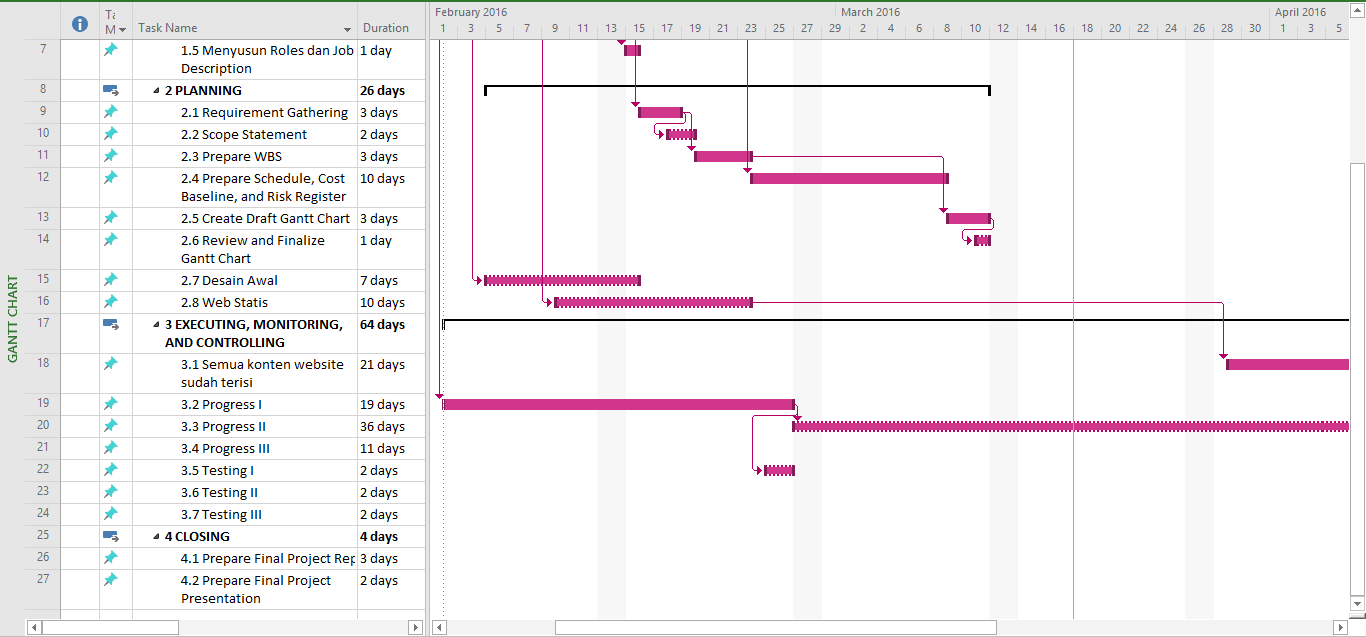 GANTT CHART
Ta
M
Task Name
Duration
February 2016
March 2016
April 2016
1 3 5 7 9 11 13 15 17 19 21 23 25 27 29 2 4 6 8 10 12 14 16 18 20 22 24 26 28 30 1 3 5
7 1.5 Menyusun Roles dan Job 1 day
Description
8 2 PLANNING 26 days
9 2.1 Requirement Gathering 3 days
10 2.2 Scope Statement 2 days
11 2.3 Prepare WBS 3 days
12 2.4 Prepare Schedule, Cost 10 days
Baseline, and Risk Register
13 2.5 Create Draft Gantt Chart 3 days
14 2.6 Review and Finalize 1 day
Gantt Chart
15 2.7 Desain Awal 7 days
16 2.8 Web Statis 10 days
17 3 EXECUTING, MONITORING, 64 days
AND CONTROLLING
18 3.1 Semua konten website 21 days
sudah terisi
19 3.2 Progress I 19 days
20 3.3 Progress II 36 days
21 3.4 Progress III 11 days
22 3.5 Testing I 2 days
23 3.6 Testing II 2 days
24 3.7 Testing III 2 days
25 4 CLOSING 4 days
26 4.1 Prepare Final Project Rep 3 days
27 4.2 Prepare Final Project 2 days
Presentation